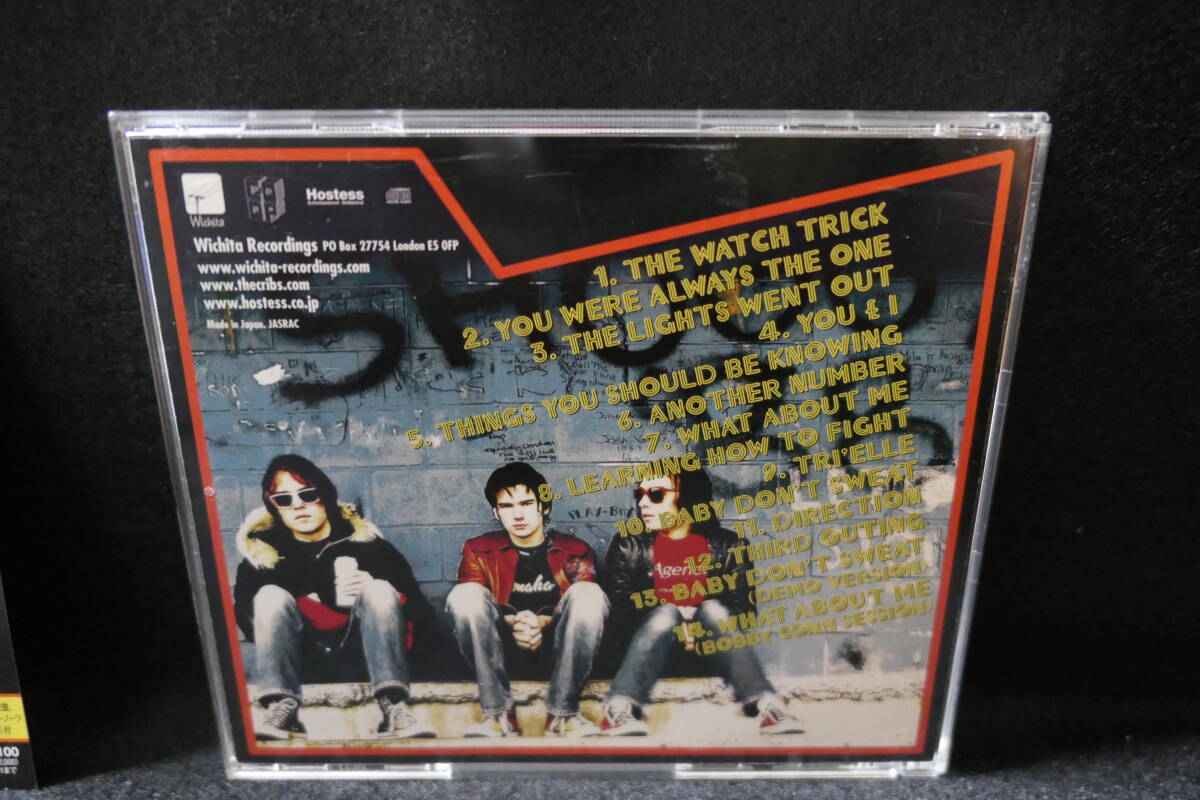 Wichita
Hostess
Wichita Recordings PO Box 27754 London E5 0FP
www.wichita-recordings.com
www.thecribs.com
www.hostess.co.jp
Made in Japan. JASRAC
1. THE WATCH TRICK
2. YOU WERE ALWAYS THE ONE
3. THE LIGHTS WENT OUT
4. YOU & I
5. THINGS YOU SHOULD BE KNOWING
6. ANOTHER NUMBER
7. WHAT ABOUT ME
8. LEARNING HOW TO FIGHT
9. TRI'ELLE
10. BABY DON'T SWEAT
11. DIRECTION
12. THIRD OUTING
13. BABY DON'T SWEAT
(DEMO VERSION)
14. WHAT ABOUT ME
(BOBBY CONN SESSION)
PLAY-BOY
omaha
Agen